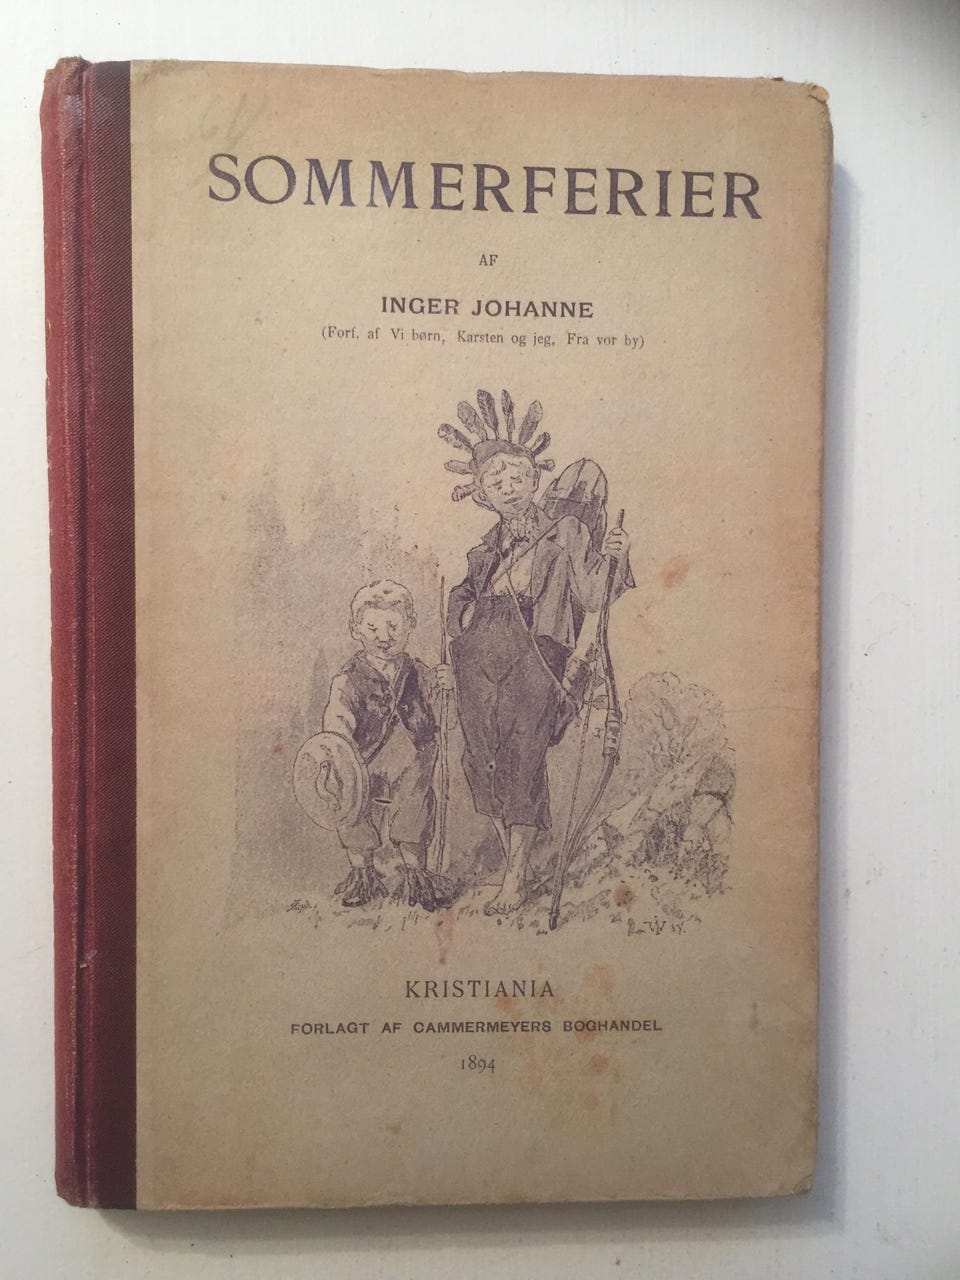 SOMMERFERIER
AF
INGER JOHANNE
(Forf. af Vi børn, Karsten og jeg, Fra vor by)
KRISTIANIA
FORLAGT AF CAMMERMEYERS BOGHANDEL
1894